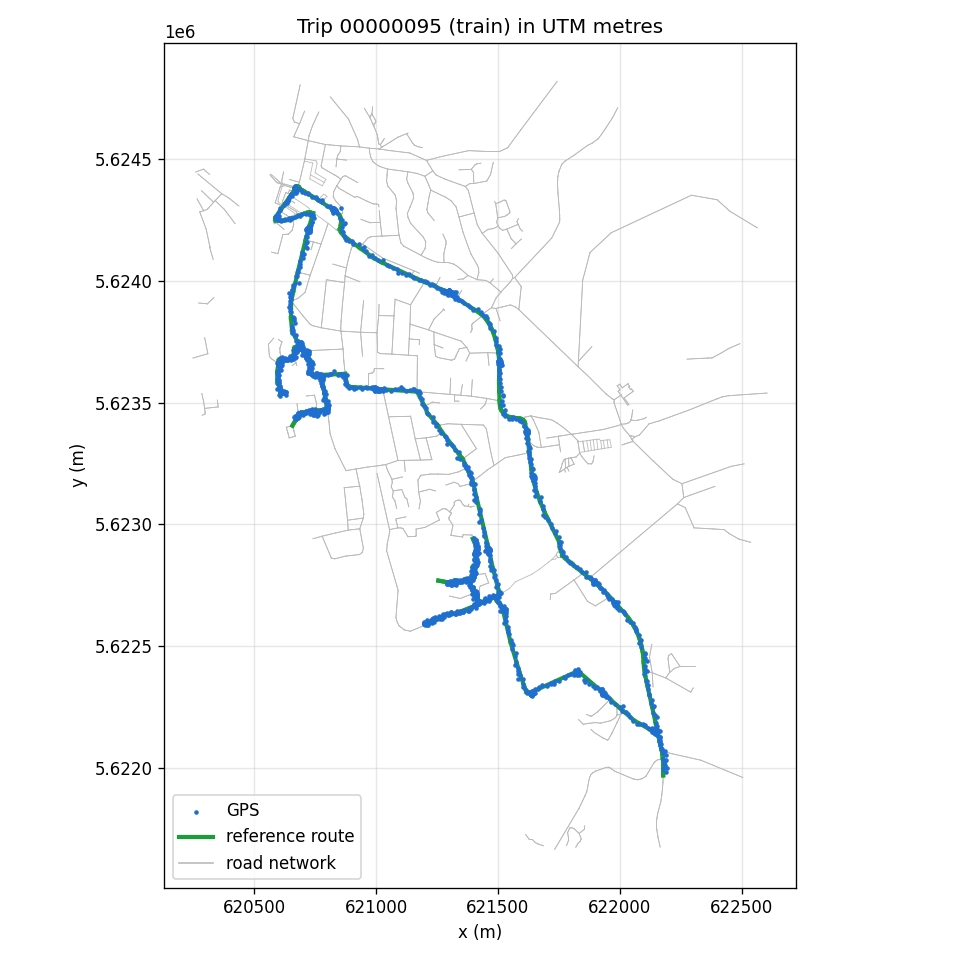 Trip 00000095 (train) in UTM metres
1e6
5.6245
5.6240
5.6235
5.6230
5.6225
5.6220
y (m)
GPS
reference route
road network
620500 621000 621500 622000 622500
x (m)